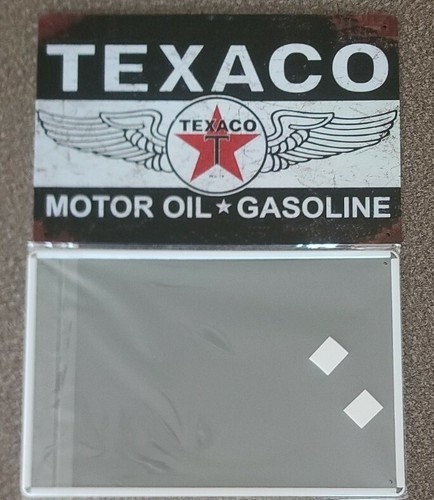 TEXACO
TEXACO
T
MOTOR OIL ★ GASOLINE